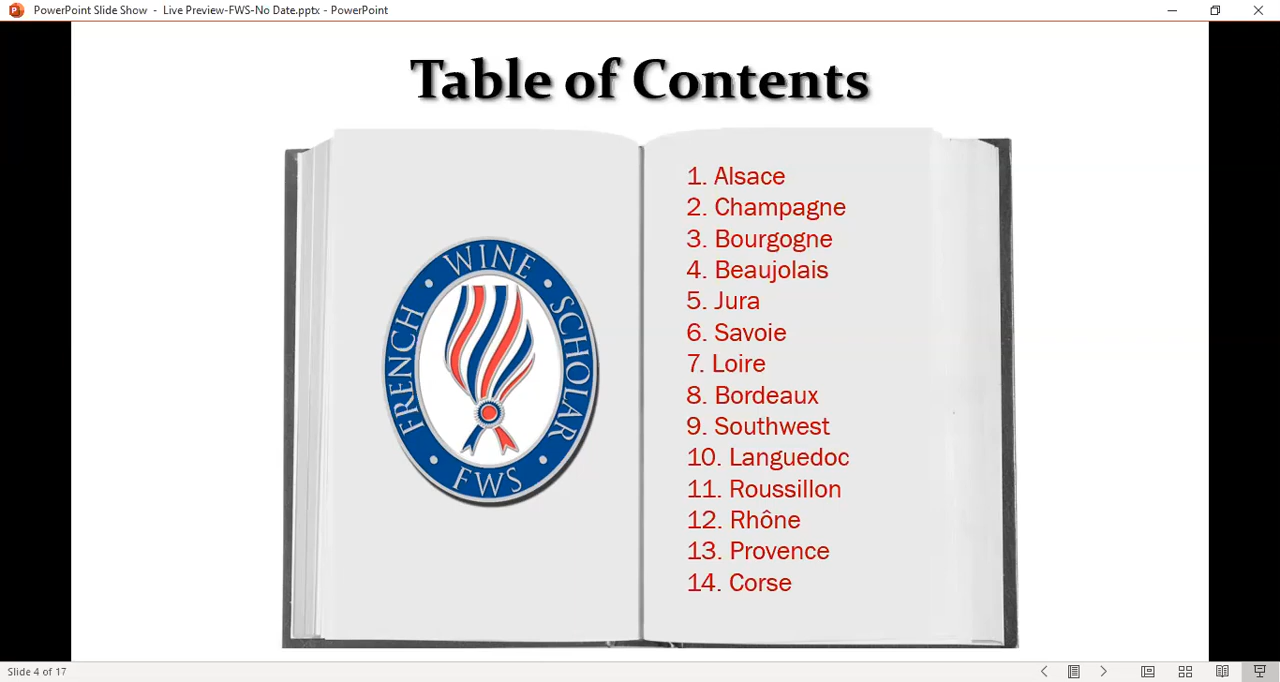 PowerPoint Slide Show - Live Preview-FWS-No Date.pptx - PowerPoint
Table of Contents
FRENCH • WINE • SCHOLAR • FWS •
1. Alsace
2. Champagne
3. Bourgogne
4. Beaujolais
5. Jura
6. Savoie
7. Loire
8. Bordeaux
9. Southwest
10. Languedoc
11. Roussillon
12. Rhône
13. Provence
14. Corse
Slide 4 of 17